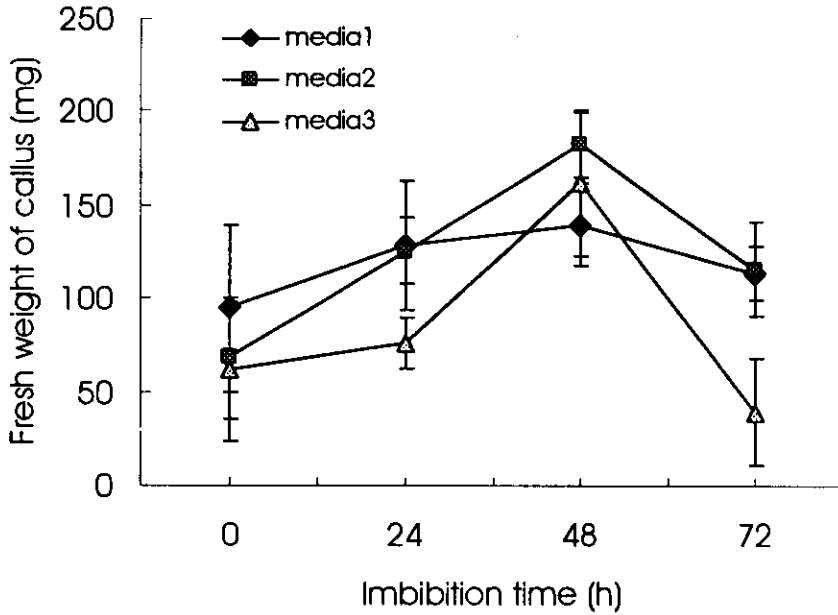 Fresh weight of callus (mg)
250
200
150
100
50
0
media1
media2
media3
0 24 48 72
Imbibition time (h)